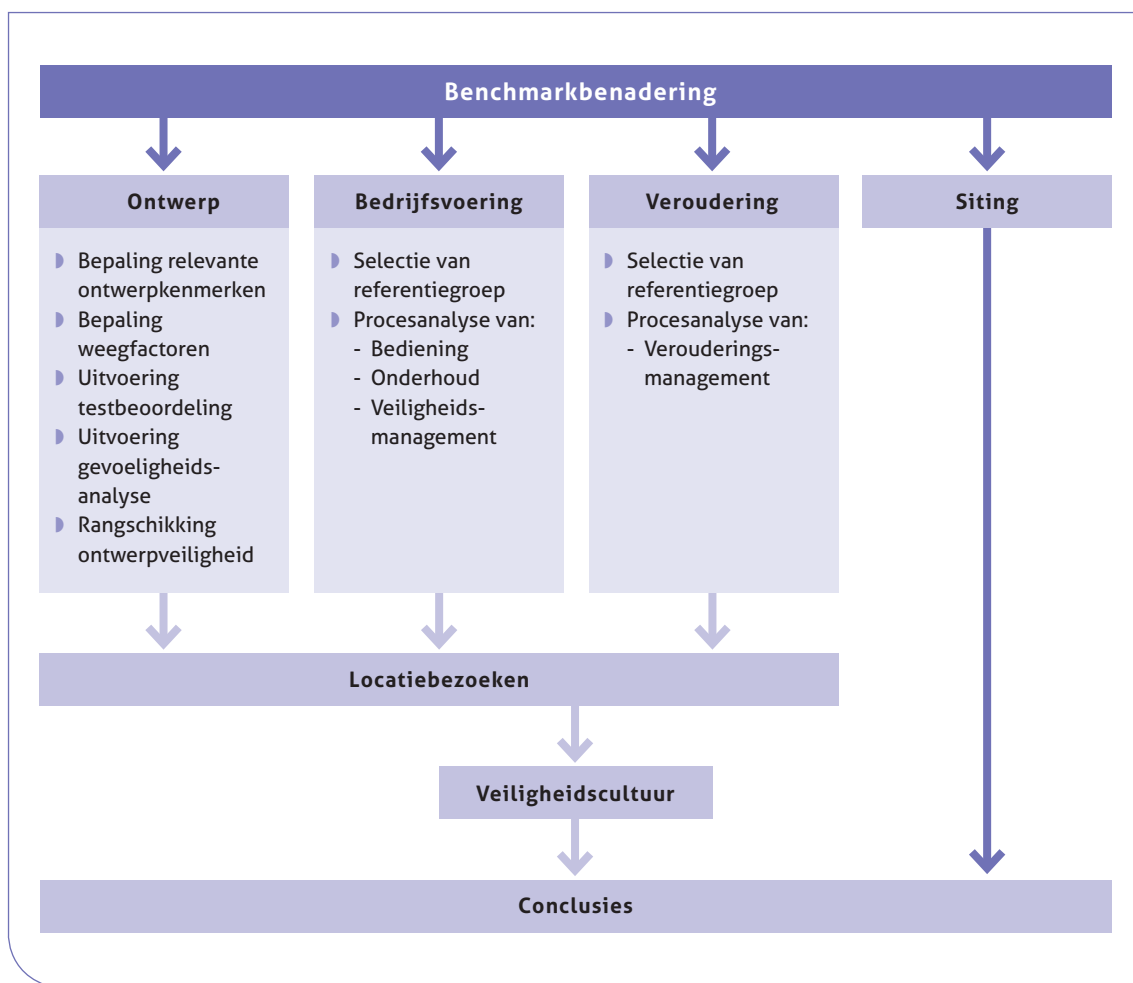 Benchmarkbenadering
Ontwerp
Bepaling relevante
ontwerpkenmerken
Bepaling
weegfactoren
Uitvoering
testbeoordeling
Uitvoering
gevoeligheids-
analyse
Rangschikking
ontwerpveiligheid
Bedrijfsvoering
Selectie van
referentiegroep
Procesanalyse van:
- Bediening
- Onderhoud
- Veiligheids-
management
Veroudering
Selectie van
referentiegroep
Procesanalyse van:
- Verouderings-
management
Siting
Locatiebezoeken
Veiligheidscultuur
Conclusies